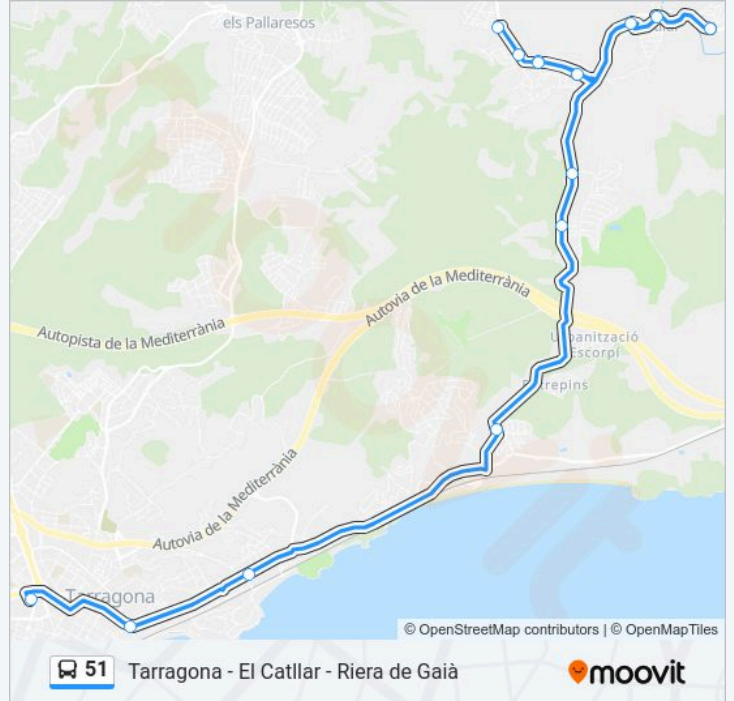 els Pallaresos
Autopista de la Mediterrània
Autovia de la Mediterrània
Urbanització
Escorpí
Entrepins
Autovia de la Mediterrània
Tarragona
© OpenStreetMap contributors | © OpenMapTiles
51 Tarragona - El Catllar - Riera de Gaià
moovit